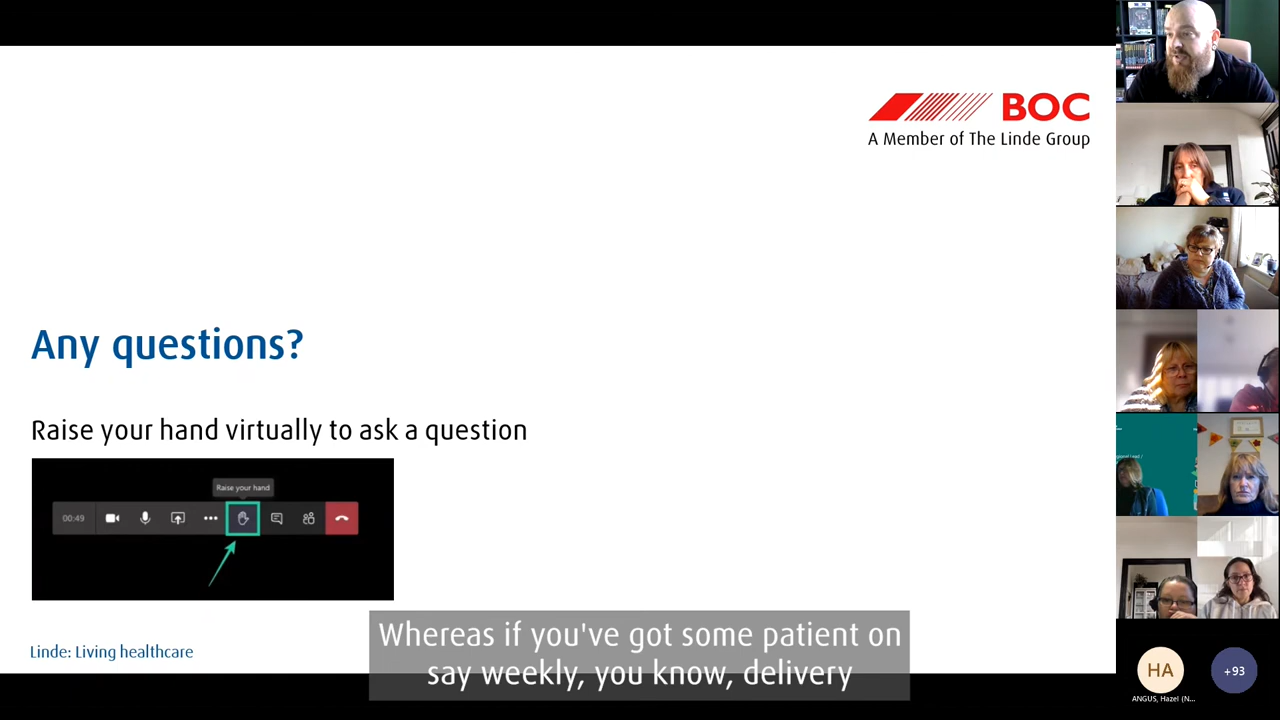 BOC
A Member of The Linde Group
Any questions?
Raise your hand virtually to ask a question
Raise your hand
00:49
Linde: Living healthcare
Whereas if you've got some patient on
say weekly, you know, delivery
HA
+93
ANGUS, Hazel (N...